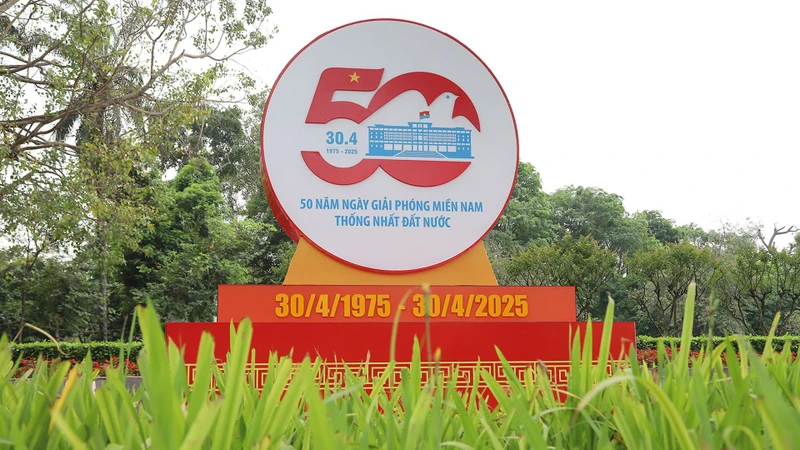 50
30.4
1975 - 2025
50 NĂM NGÀY GIẢI PHÓNG MIỀN NAM
THỐNG NHẤT ĐẤT NƯỚC
30/4/1975 - 30/4/2025